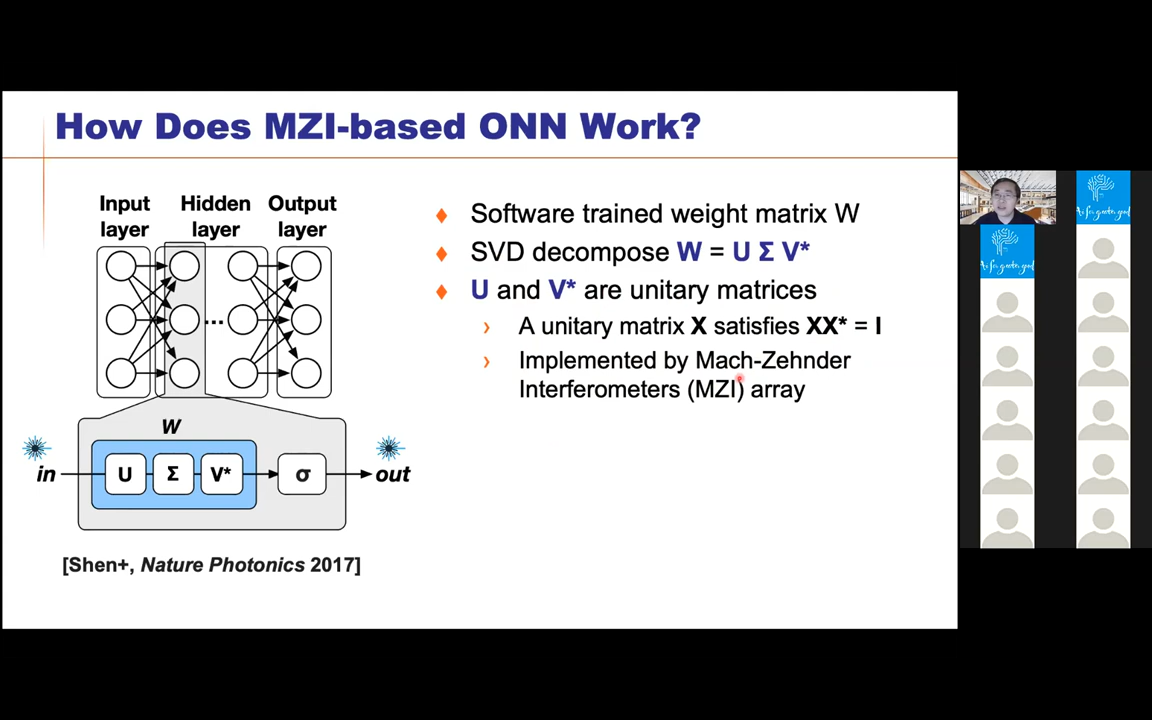 How Does MZI-based ONN Work?
Input layer
Hidden layer
Output layer
...
W
in
U
Σ
V*
σ
out
[Shen+, Nature Photonics 2017]
Software trained weight matrix W
SVD decompose W = U Σ V*
U and V* are unitary matrices
A unitary matrix X satisfies XX* = I
Implemented by Mach-Zehnder
Interferometers (MZI) array